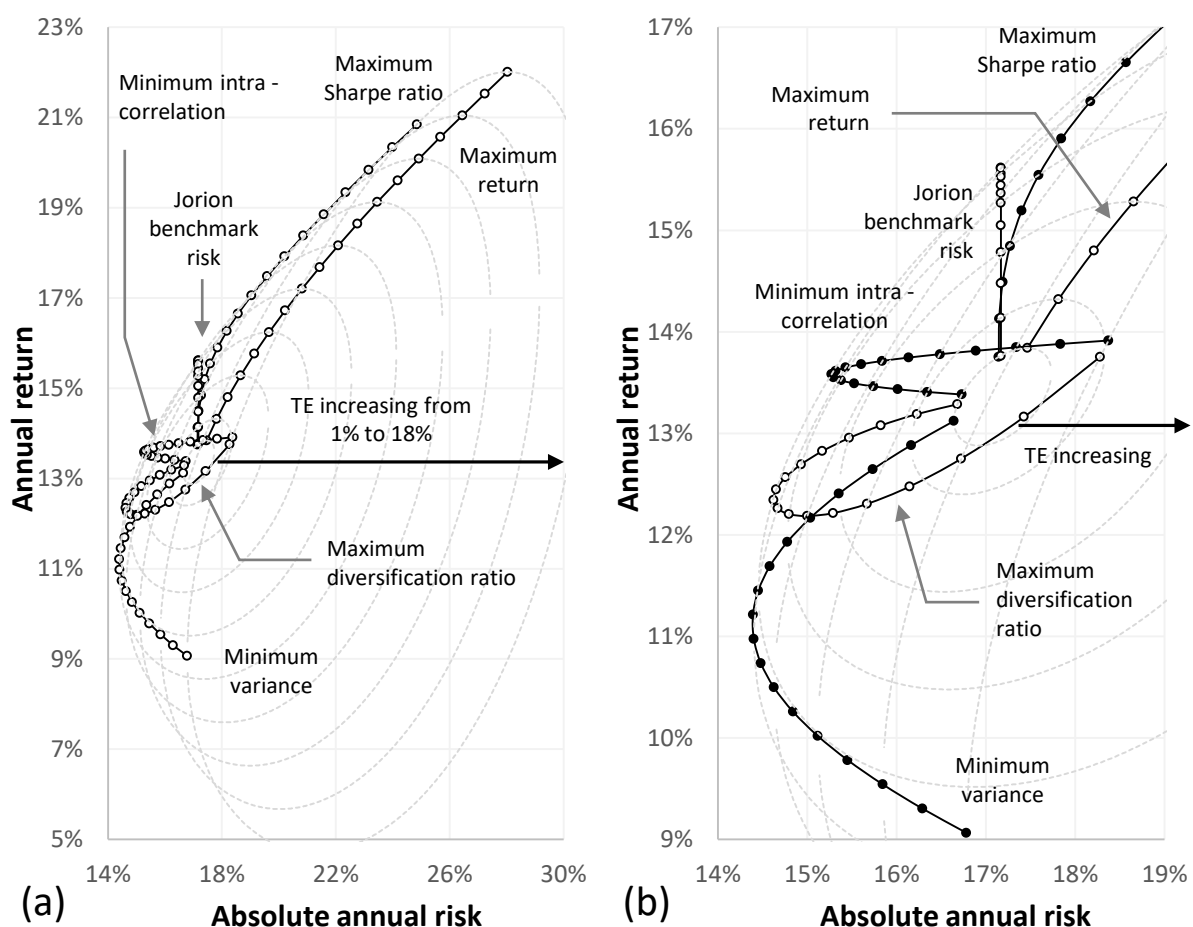 23%
21%
19%
17%
15%
13%
11%
9%
7%
5%
Annual return
Minimum intra -
correlation
Maximum
Sharpe ratio
Maximum
return
Jorion
benchmark
risk
TE increasing from
1% to 18%
Maximum
diversification ratio
Minimum
variance
14%
18%
22%
26%
30%
(a)
Absolute annual risk
17%
16%
15%
14%
13%
12%
11%
10%
9%
Annual return
Maximum
Sharpe ratio
Maximum
return
Jorion
benchmark
risk
Minimum intra -
correlation
TE increasing
Maximum
diversification
ratio
Minimum
variance
14%
15%
16%
17%
18%
19%
(b)
Absolute annual risk